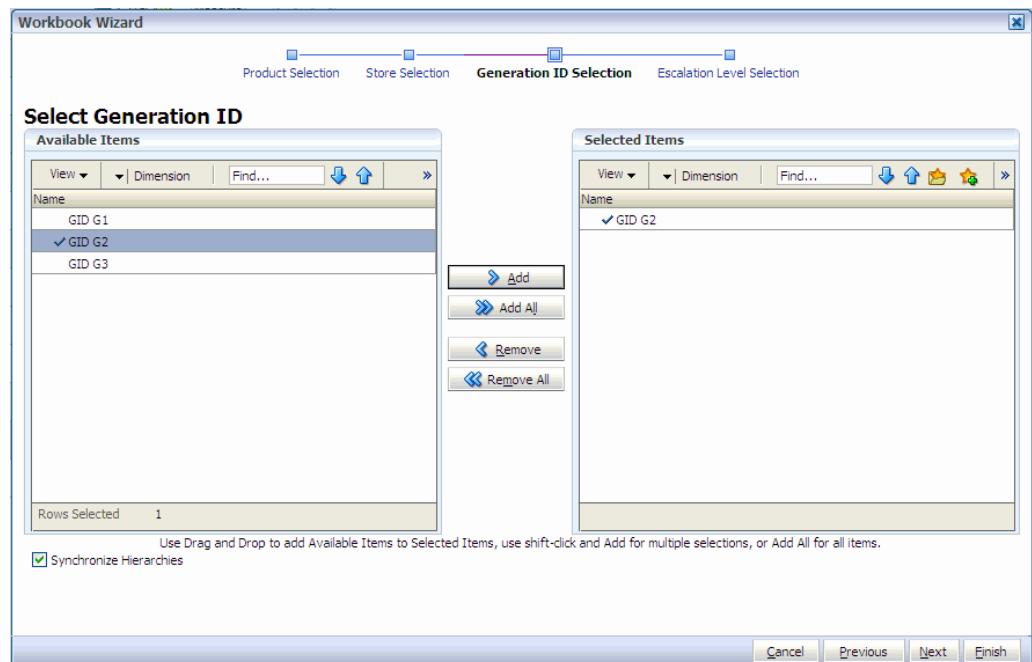 Workbook Wizard
Product Selection Store Selection Generation ID Selection Escalation Level Selection
Select Generation ID
Available Items
View Dimension Find... »
Name
GID G1
GID G2
GID G3
Rows Selected 1
Add
Add All
Remove
Remove All
Selected Items
View Dimension Find... »
Name
GID G2
Use Drag and Drop to add Available Items to Selected Items, use shift-click and Add for multiple selections, or Add All for all items.
Synchronize Hierarchies
Cancel Previous Next Finish